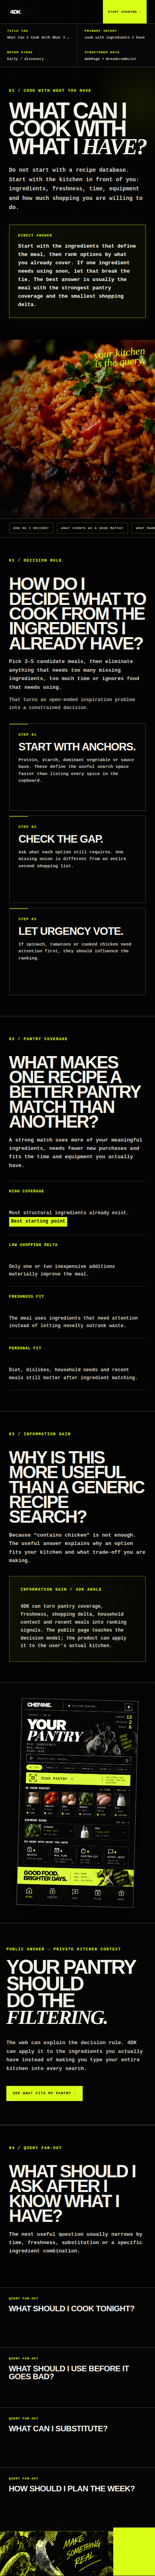 4DK
START COOKING
TITLE TAG
What Can I Cook With What I …
PRIMARY INTENT
cook with ingredients I have
BUYER STAGE
Early / discovery
STRUCTURED DATA
WebPage + BreadcrumbList
01 / COOK WITH WHAT YOU HAVE
WHAT CAN I
COOK WITH
WHAT I HAVE?
Do not start with a recipe database.
Start with the kitchen in front of you:
ingredients, freshness, time, equipment
and how much shopping you are willing to
do.
DIRECT ANSWER
Start with the ingredients that define
the meal, then rank options by what
you already cover. If one ingredient
needs using soon, let that break the
tie. The best answer is usually the
meal with the strongest pantry
coverage and the smallest shopping
delta.
your kitchen
is the query.
HOW DO I DECIDE?
WHAT COUNTS AS A GOOD MATCH?
WHAT MAKE
01 / DECISION RULE
HOW DO I
DECIDE WHAT TO
COOK FROM THE
INGREDIENTS I
ALREADY HAVE?
Pick 3–5 candidate meals, then eliminate
anything that needs too many missing
ingredients, too much time or ignores food
that needs using.
That turns an open-ended inspiration problem
into a constrained decision.
STEP 01
START WITH ANCHORS.
Protein, starch, dominant vegetable or sauce
base. These define the useful search space
faster than listing every spice in the
cupboard.
STEP 02
CHECK THE GAP.
Ask what each option still requires. One
missing onion is different from an entire
second shopping list.
STEP 03
LET URGENCY VOTE.
If spinach, tomatoes or cooked chicken need
attention first, they should influence the
ranking.
02 / PANTRY COVERAGE
WHAT MAKES
ONE RECIPE A
BETTER PANTRY
MATCH THAN
ANOTHER?
A strong match uses more of your meaningful
ingredients, needs fewer new purchases and
fits the time and equipment you actually
have.
HIGH COVERAGE
Most structural ingredients already exist.
Best starting point
LOW SHOPPING DELTA
Only one or two inexpensive additions
materially improve the meal.
FRESHNESS FIT
The meal uses ingredients that need attention
instead of letting novelty outrank waste.
PERSONAL FIT
Diet, dislikes, household needs and recent
meals still matter after ingredient matching.
03 / INFORMATION GAIN
WHY IS THIS
MORE USEFUL
THAN A GENERIC
RECIPE
SEARCH?
Because “contains chicken” is not enough.
The useful answer explains why an option
fits your kitchen and what trade-off you are
making.
INFORMATION GAIN / 4DK ANGLE
4DK can turn pantry coverage,
freshness, shopping delta, household
context and recent meals into ranking
signals. The public page teaches the
decision model; the product can apply
it to the user's actual kitchen.
YOUR
PANTRY
SCAN PANTRY
GOOD FOOD.
BRIGHTER DAYS.
PUBLIC ANSWER → PRIVATE KITCHEN CONTEXT
YOUR PANTRY
SHOULD
DO THE
FILTERING.
The web can explain the decision rule. 4DK
can apply it to the ingredients you actually
have instead of making you type your entire
kitchen into every search.
SEE WHAT FITS MY PANTRY
04 / QUERY FAN-OUT
WHAT SHOULD I
ASK AFTER I
KNOW WHAT I
HAVE?
The next useful question usually narrows by
time, freshness, substitution or a specific
ingredient combination.
QUERY FAN-OUT
WHAT SHOULD I COOK TONIGHT?
QUERY FAN-OUT
WHAT SHOULD I USE BEFORE IT
GOES BAD?
QUERY FAN-OUT
WHAT CAN I SUBSTITUTE?
QUERY FAN-OUT
HOW SHOULD I PLAN THE WEEK?
MAKE
SOMETHING
REAL.